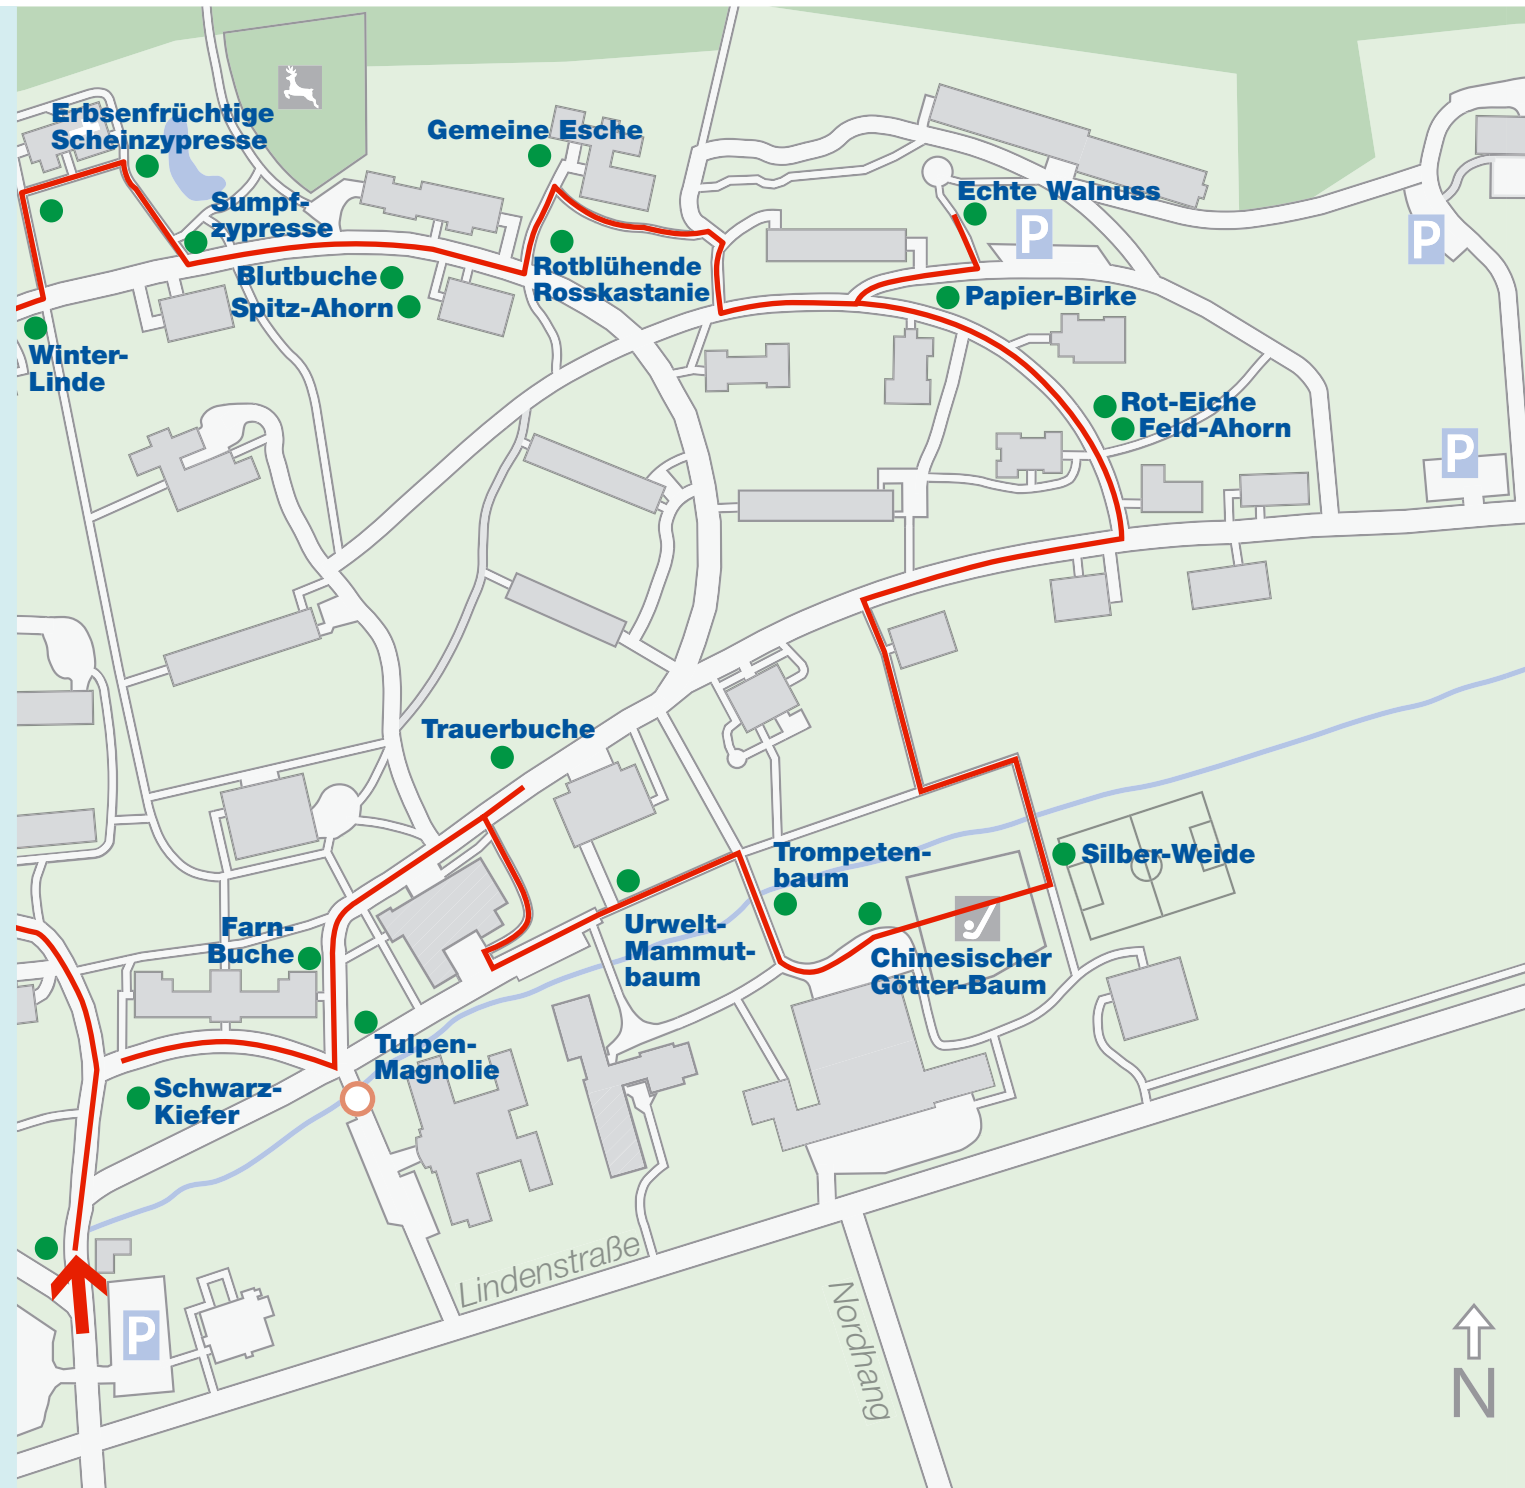 Erbsenfrüchtige
Scheinzypresse
Gemeine Esche
Sumpf-
zypresse
Echte Walnuss
P
P
Blutbuche
Spitz-Ahorn
Rotblühende
Rosskastanie
Papier-Birke
Winter-
Linde
Rot-Eiche
Feld-Ahorn
P
Trauerbuche
Trompeten-
baum
Silber-Weide
Farn-
Buche
Urwelt-
Mammut-
baum
Chinesischer
Götter-Baum
Tulpen-
Magnolie
Schwarz-
Kiefer
Lindenstraße
Nordhang
P
N